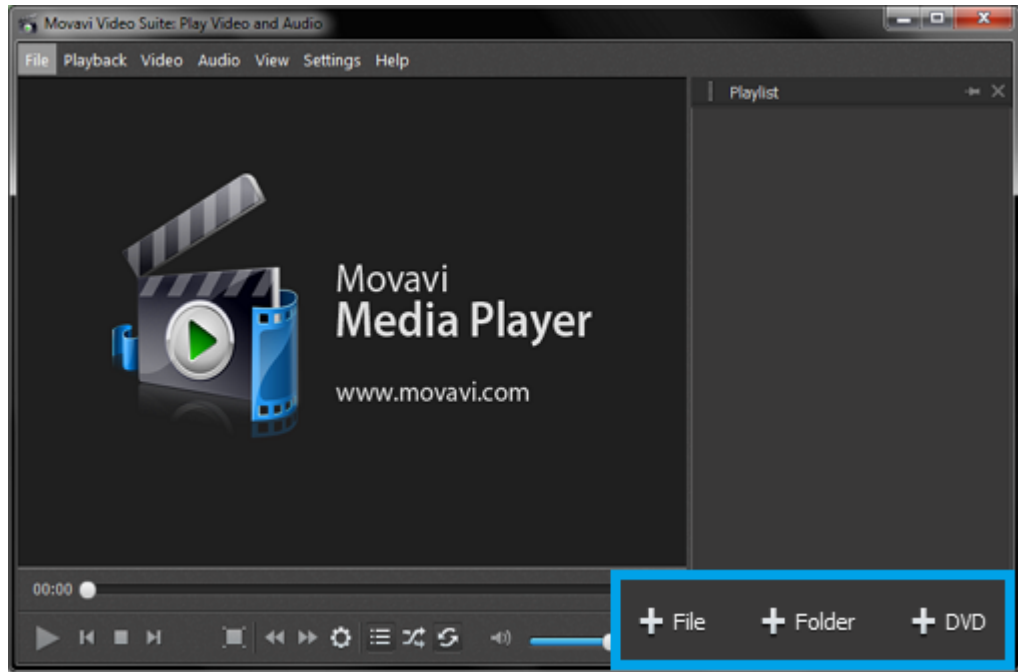 Movavi Video Suite: Play Video and Audio
File Playback Video Audio View Settings Help
Playlist
Movavi
Media Player
www.movavi.com
00:00
+ File + Folder + DVD